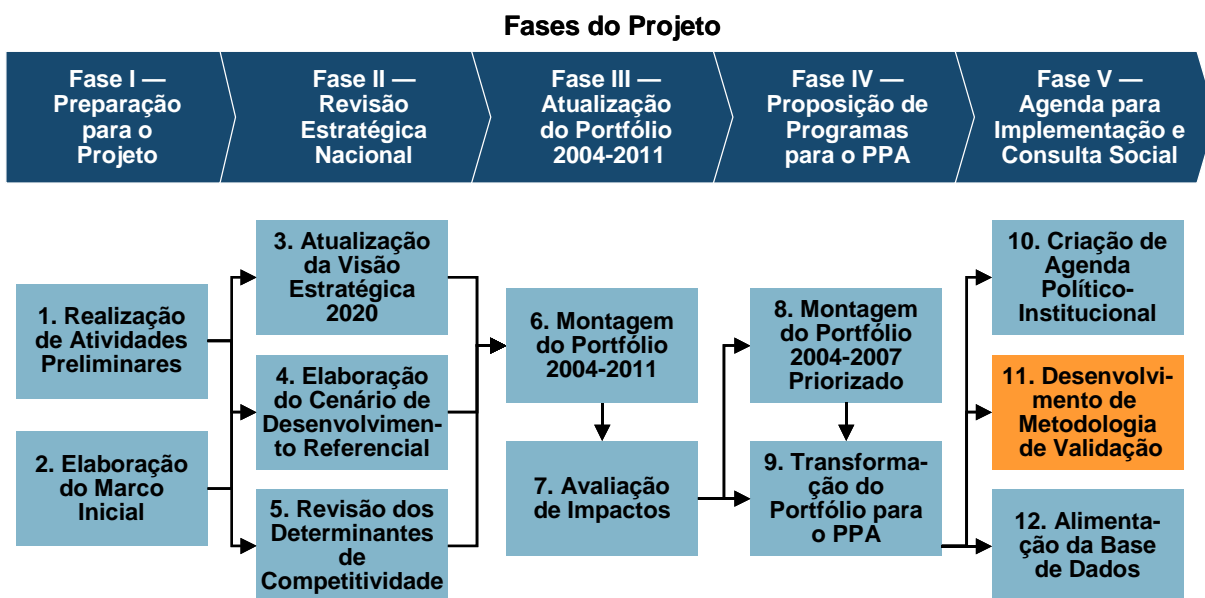 Fases do Projeto
Fase I —
Preparação
para o
Projeto
Fase II —
Revisão
Estratégica
Nacional
Fase III —
Atualização
do Portfólio
2004-2011
Fase IV —
Proposição de
Programas
para o PPA
Fase V —
Agenda para
Implementação e
Consulta Social
1. Realização
de Atividades
Preliminares
2. Elaboração
do Marco
Inicial
3. Atualização
da Visão
Estratégica
2020
4. Elaboração
do Cenário de
Desenvolvimen-
to Referencial
5. Revisão dos
Determinantes
de
Competitividade
6. Montagem
do Portfólio
2004-2011
7. Avaliação
de Impactos
8. Montagem
do Portfólio
2004-2007
Priorizado
9. Transforma-
ção do
Portfólio para
o PPA
10. Criação de
Agenda
Político-
Institucional
11. Desenvolvi-
mento de
Metodologia
de Validação
12. Alimenta-
ção da Base
de Dados